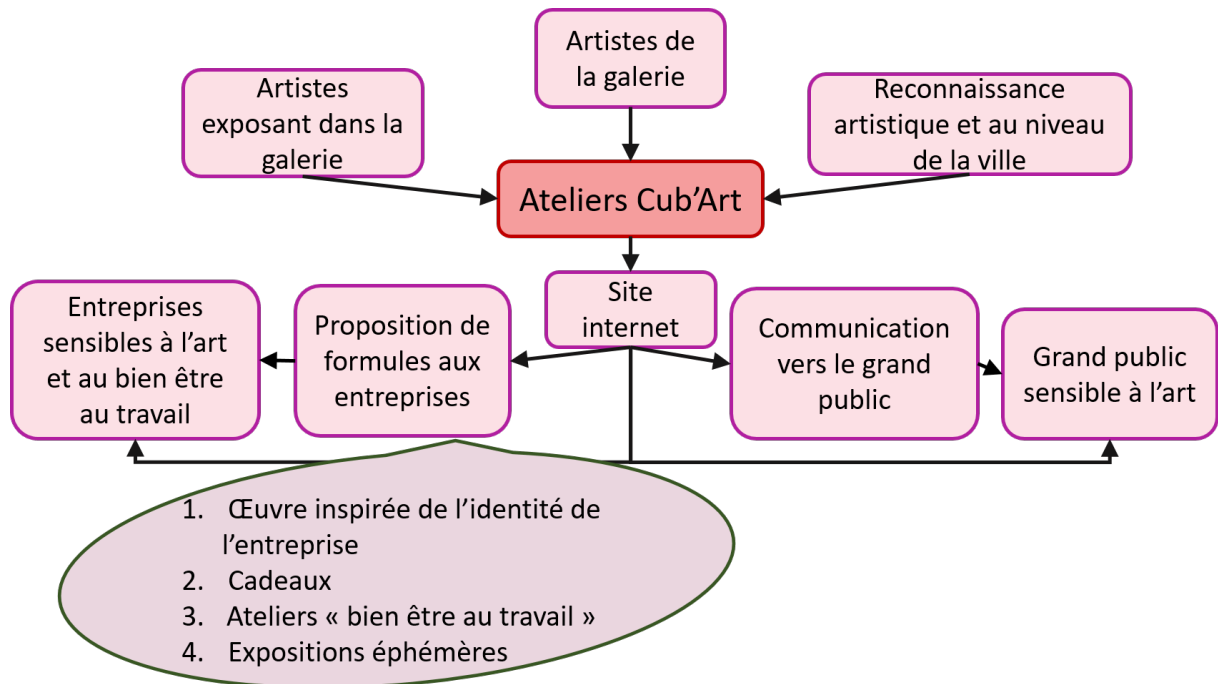 Artistes de
la galerie
Artistes
exposant dans la
galerie
Reconnaissance
artistique et au niveau
de la ville
Ateliers Cub’Art
Site
internet
Entreprises
sensibles à l’art
et au bien être
au travail
Proposition de
formules aux
entreprises
Communication
vers le grand
public
Grand public
sensible à l’art
1. Œuvre inspirée de l’identité de
l’entreprise
2. Cadeaux
3. Ateliers « bien être au travail »
4. Expositions éphémères